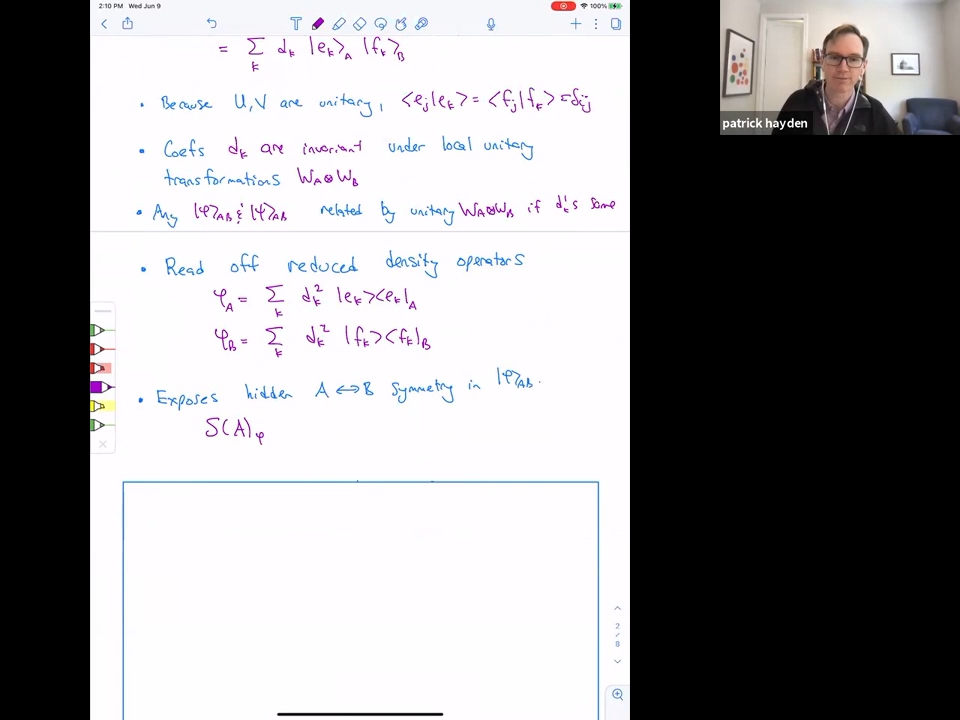 2:10 PM Wed Jun 9
100%
= Σ_k d_k |e_k>_A |f_k>_B
patrick hayden
• Because U,V are unitary, <e_j|e_k> = <f_j|f_k> = δ_ij
• Coefs d_k are invariant under local unitary
transformations W_A⊗W_B
• Any |φ>_AB & |ψ>_AB related by unitary W_A⊗W_B if d_k's same
• Read off reduced density operators
φ_A = Σ_k d_k^2 |e_k><e_k|_A
φ_B = Σ_k d_k^2 |f_k><f_k|_B
• Exposes hidden A ↔ B symmetry in |φ>_AB.
S(A)_φ
2
/
8